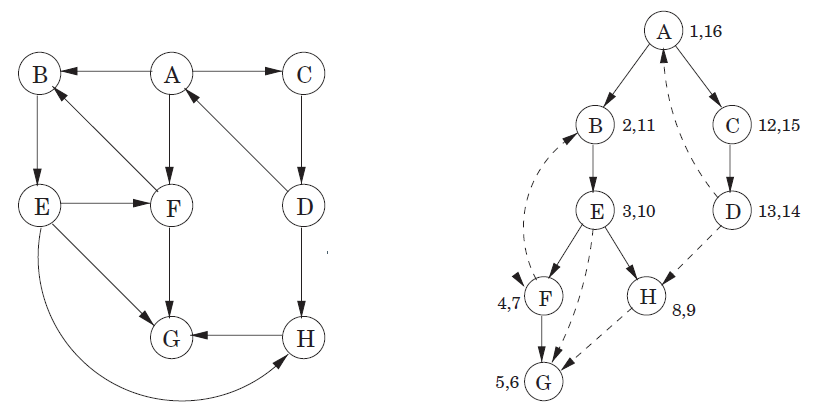 B
A
C
E
F
D
G
H
A 1,16
B 2,11
C 12,15
E 3,10
D 13,14
4,7 F
H 8,9
5,6 G